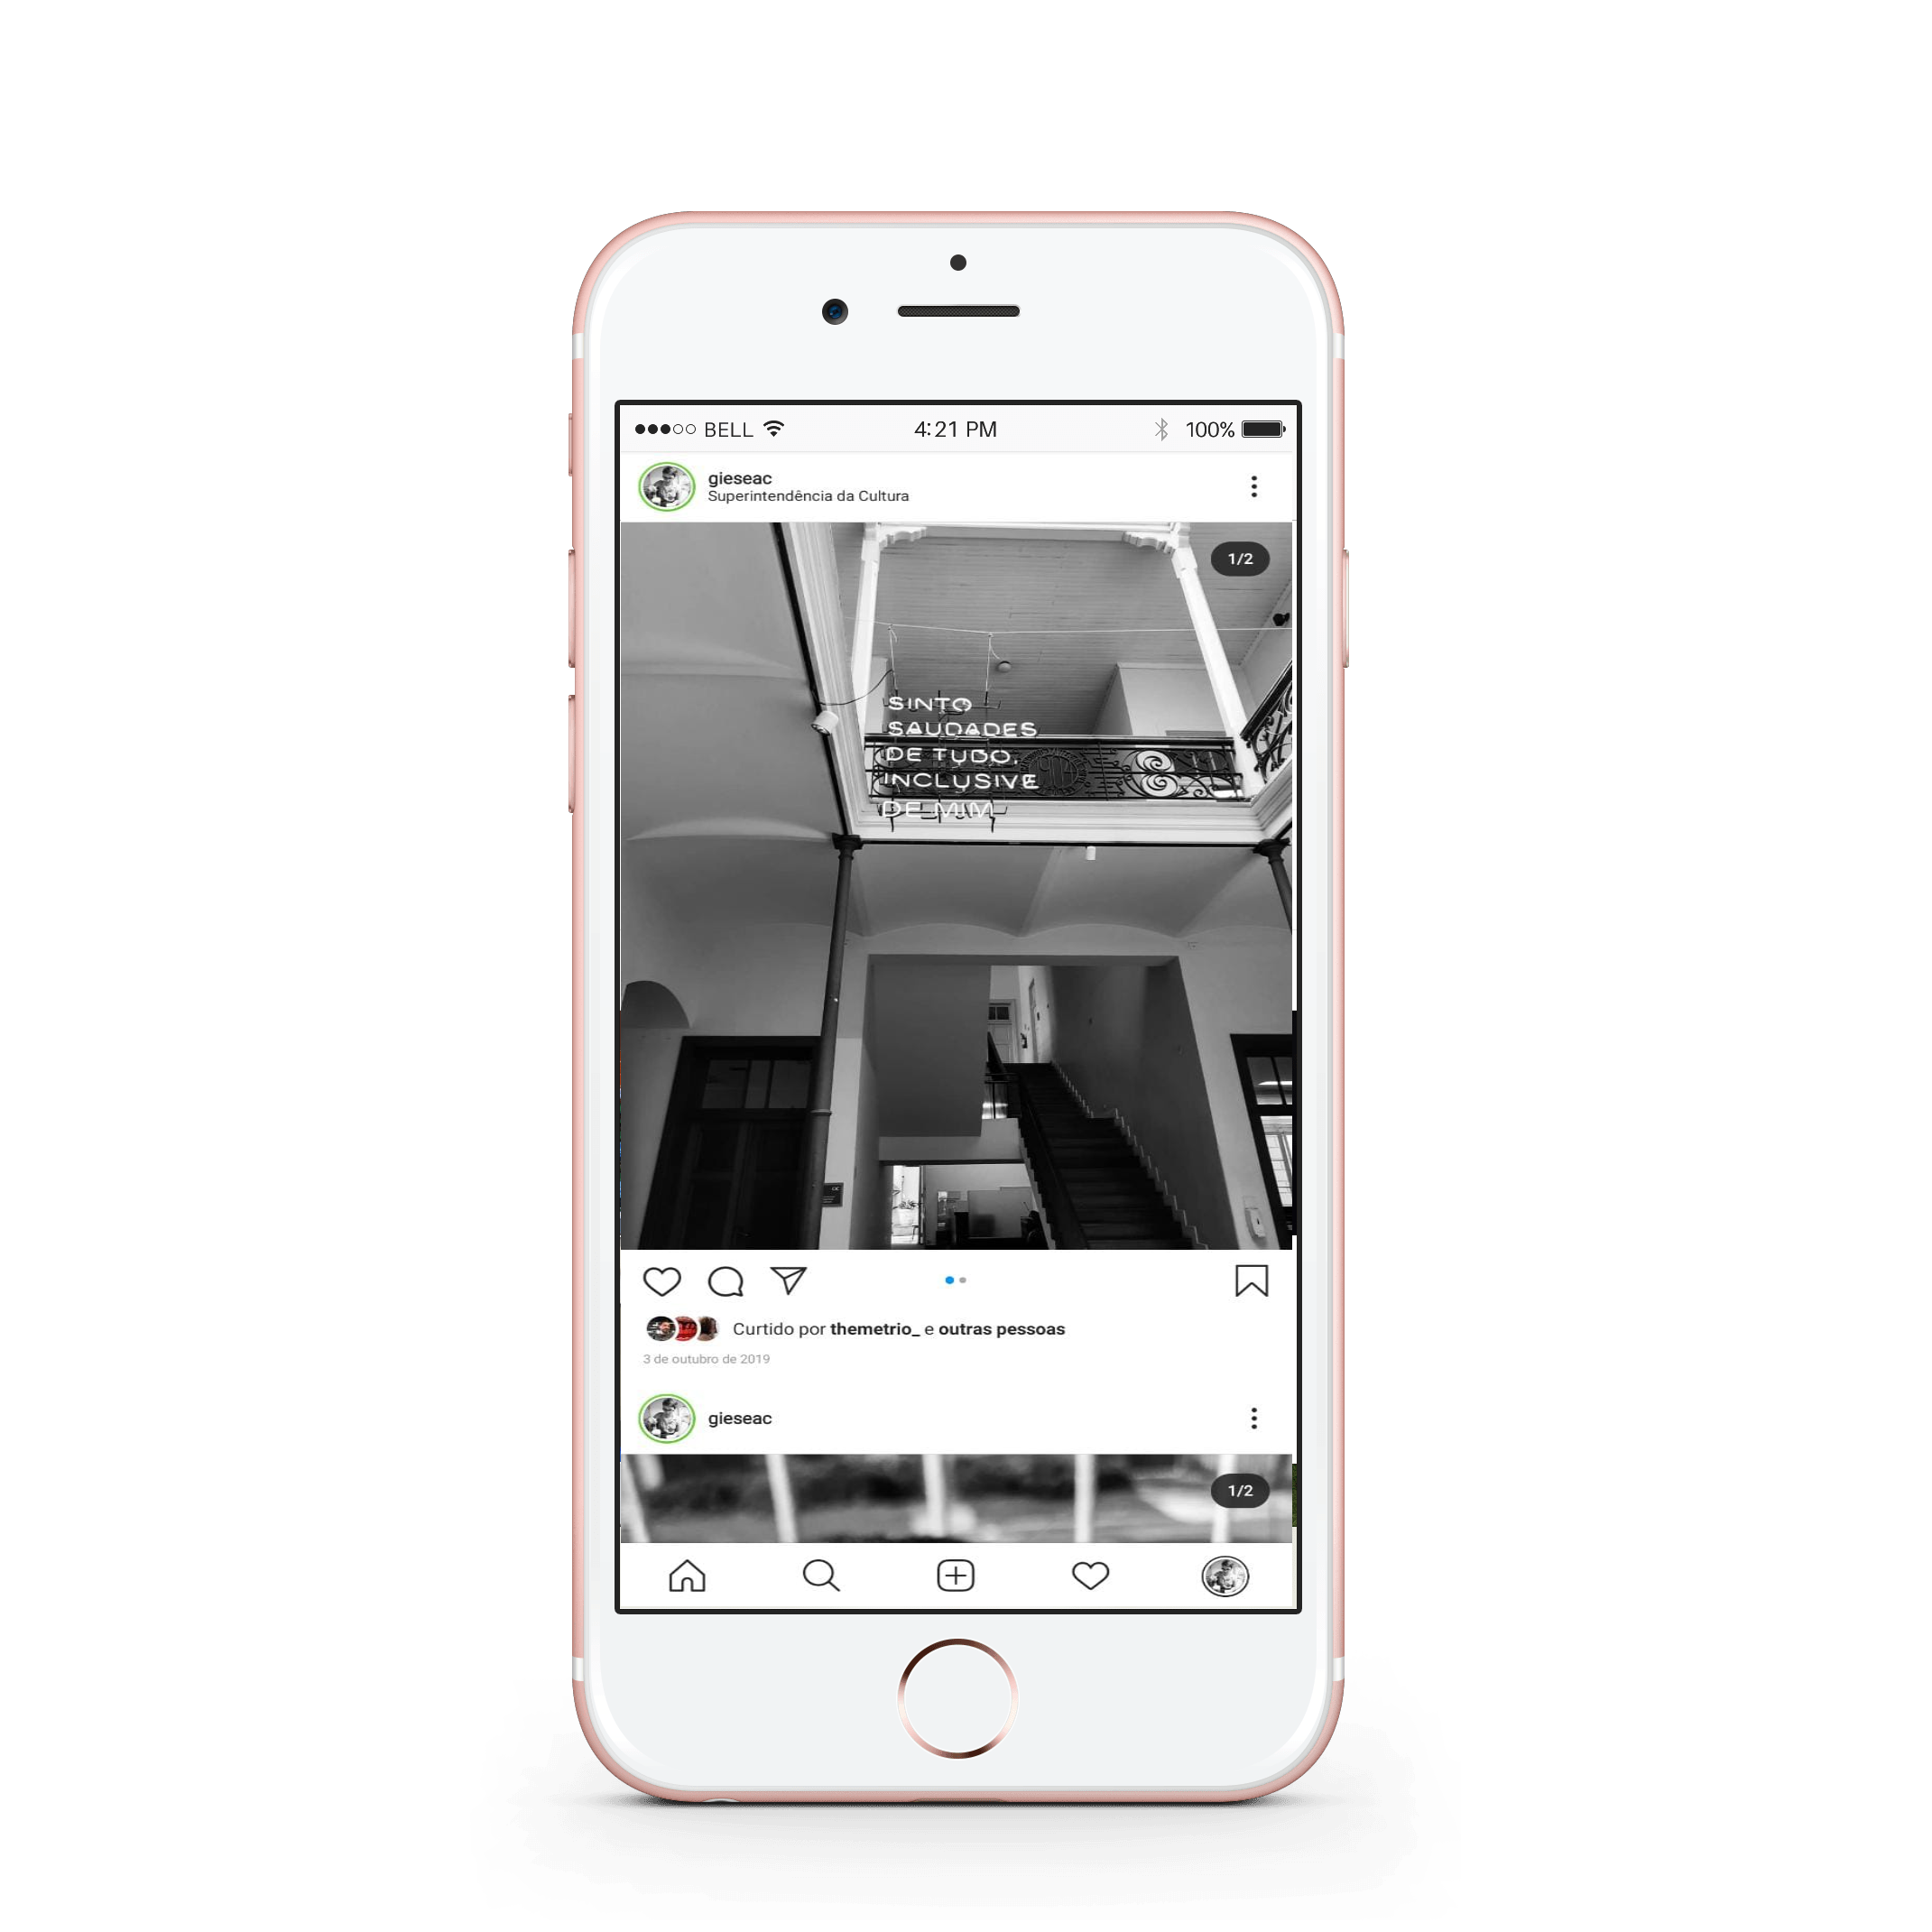 BELL
4:21 PM
100%
gieseac
Superintendência da Cultura
1/2
SINTO
SAUDADES
DE TUDO,
INCLUSIVE
DE MIM
Curtido por themetrio_ e outras pessoas
3 de outubro de 2019
gieseac
1/2